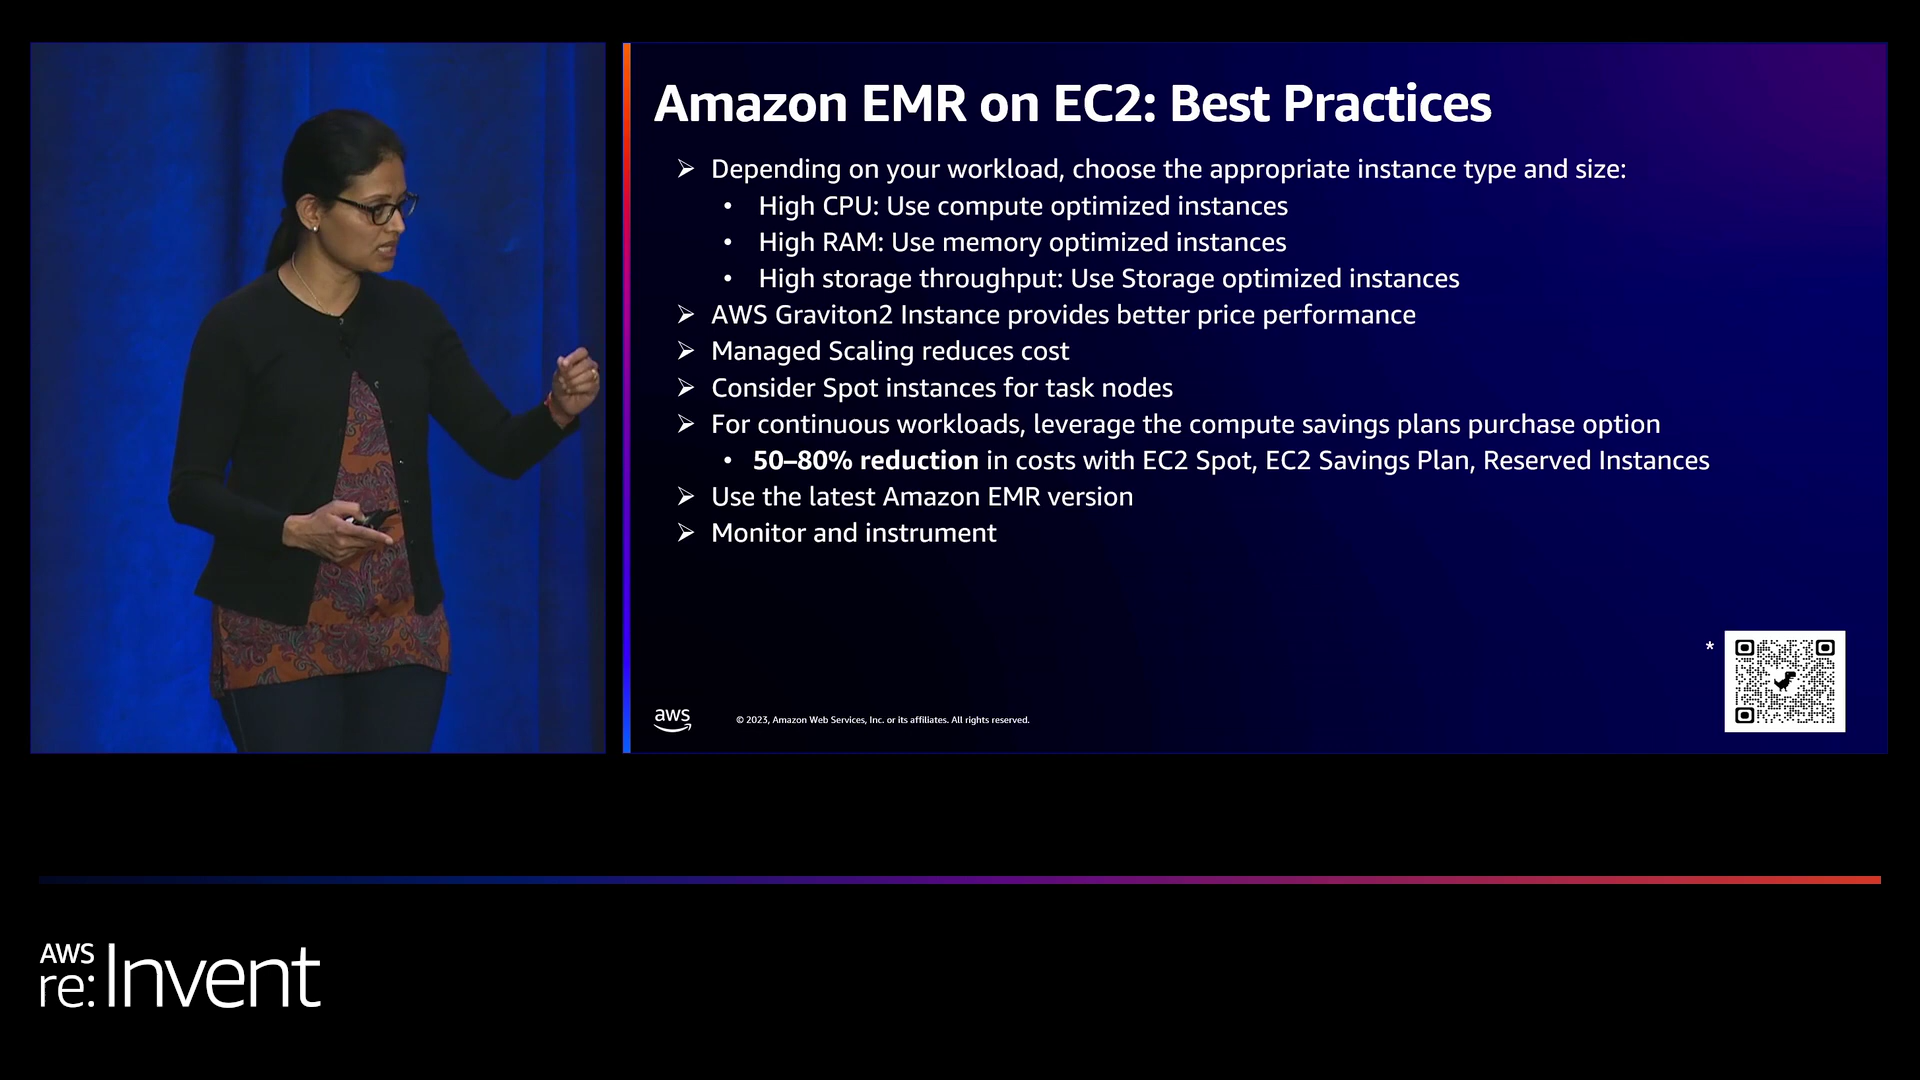 Amazon EMR on EC2: Best Practices
➢ Depending on your workload, choose the appropriate instance type and size:
• High CPU: Use compute optimized instances
• High RAM: Use memory optimized instances
• High storage throughput: Use Storage optimized instances
➢ AWS Graviton2 Instance provides better price performance
➢ Managed Scaling reduces cost
➢ Consider Spot instances for task nodes
➢ For continuous workloads, leverage the compute savings plans purchase option
• 50–80% reduction in costs with EC2 Spot, EC2 Savings Plan, Reserved Instances
➢ Use the latest Amazon EMR version
➢ Monitor and instrument
*
aws
© 2023, Amazon Web Services, Inc. or its affiliates. All rights reserved.
AWS
re:Invent